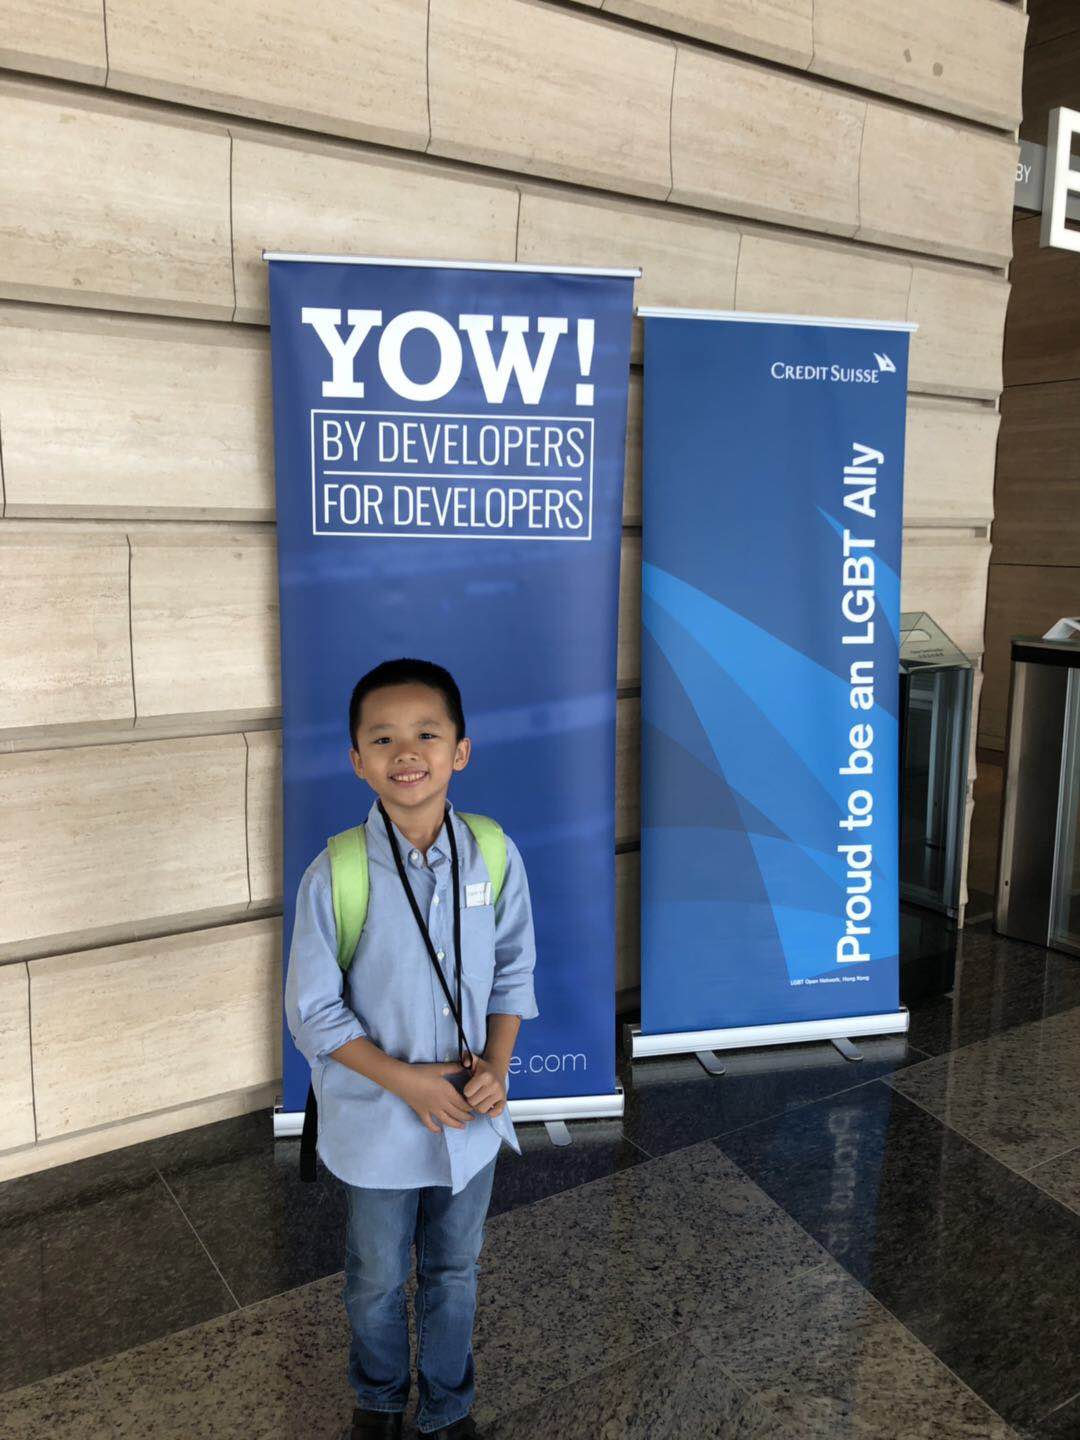 YOW!
BY DEVELOPERS
FOR DEVELOPERS
e.com
CREDIT SUISSE
Proud to be an LGBT Ally
LGBT Open Network, Hong Kong
BY